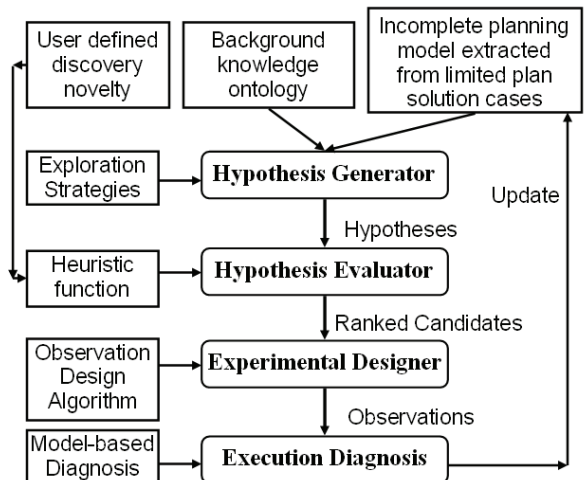 User defined
discovery
novelty
Background
knowledge
ontology
Incomplete planning
model extracted
from limited plan
solution cases
Exploration
Strategies
Hypothesis Generator
Update
Hypotheses
Heuristic
function
Hypothesis Evaluator
Ranked Candidates
Observation
Design
Algorithm
Experimental Designer
Observations
Model-based
Diagnosis
Execution Diagnosis